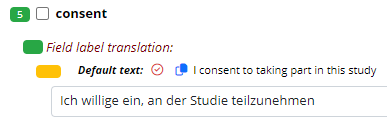 5 consent
Field label translation:
Default text: I consent to taking part in this study
Ich willige ein, an der Studie teilzunehmen